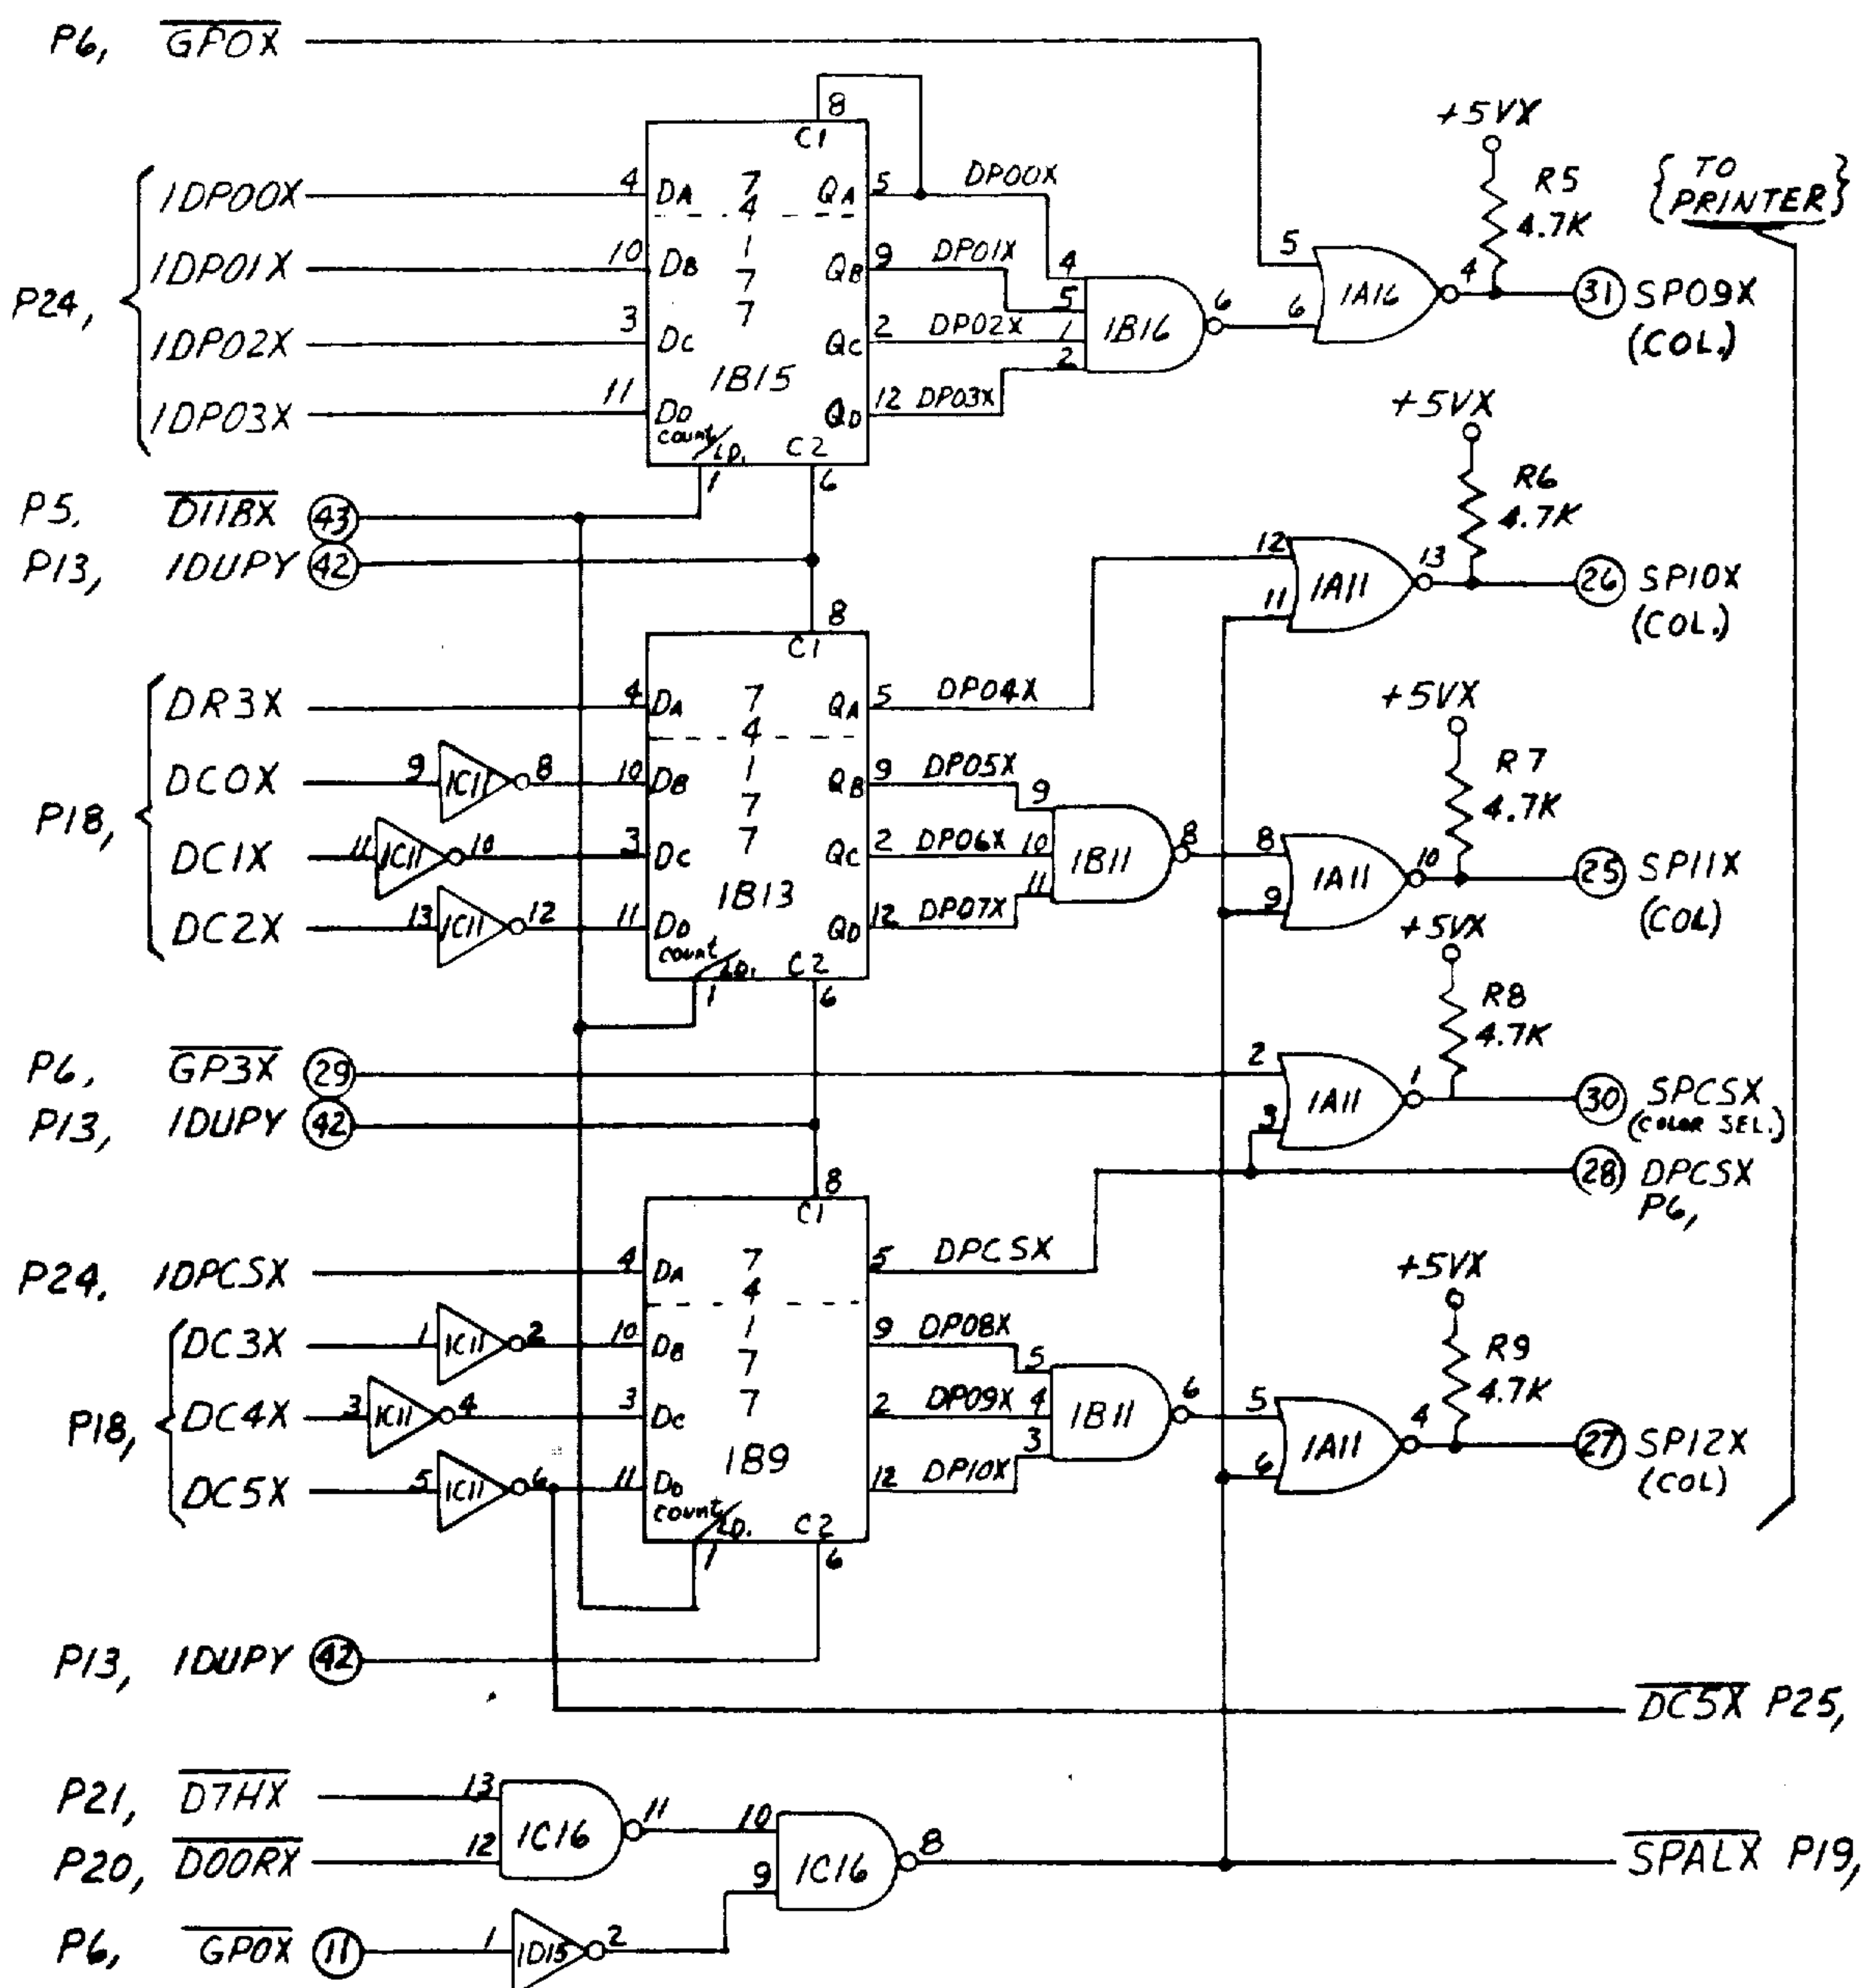 P6, GP0X
8
C1
+5VX
R5
4.7K
{TO PRINTER}
P24,
IDP00X 4 DA 7 QA 5 DP00X
4
IDP01X 10 DB 1 QB 9 DP01X 4
7
5
IDP02X 3 DC 7 QC 2 DP02X 1
1B15
IDP03X 11 DD QD 12 DP03X 2
1B16 6
5 6 1A16 4 31 SP09X
(COL.)
count/LD. C2
1 6
P5. D11BX 43
P13, IDUPY 42
+5VX
R6
4.7K
12 11 1A11 13 26 SP10X
(COL.)
8
C1
P18,
DR3X 4 DA 7 QA 5 DP04X
4
DC0X 9 1C11 8 10 DB 1 QB 9 DP05X 9
7
DC1X 11 1C11 10 3 DC 7 QC 2 DP06X 10
1B13
DC2X 13 1C11 12 11 DD QD 12 DP07X 11
1B11 8
+5VX
R7
4.7K
8 9 1A11 10 25 SP11X
(COL)
count/LD. C2
1 6
+5VX
R8
4.7K
P6, GP3X 29 2
P13, IDUPY 42 3
1A11 1 30 SPCSX
(COLOR SEL.)
28 DPCSX
P6,
8
C1
P24. IDPCSX 4 DA 7 5 DPCSX
4
P18,
DC3X 1 1C11 2 10 DB 1 9 DP08X 5
7
DC4X 3 1C11 4 3 DC 7 2 DP09X 4
1B9
DC5X 5 1C11 6 11 DD 12 DP10X 3
1B11 6
+5VX
R9
4.7K
5 6 1A11 4 27 SP12X
(COL)
count/LD. C2
1 6
P13, IDUPY 42
DC5X P25,
P21, D7HX 13
P20, D00RX 12
1C16 11 10
9 1C16 8 SPALX P19,
P6, GP0X 11 1 1D15 2